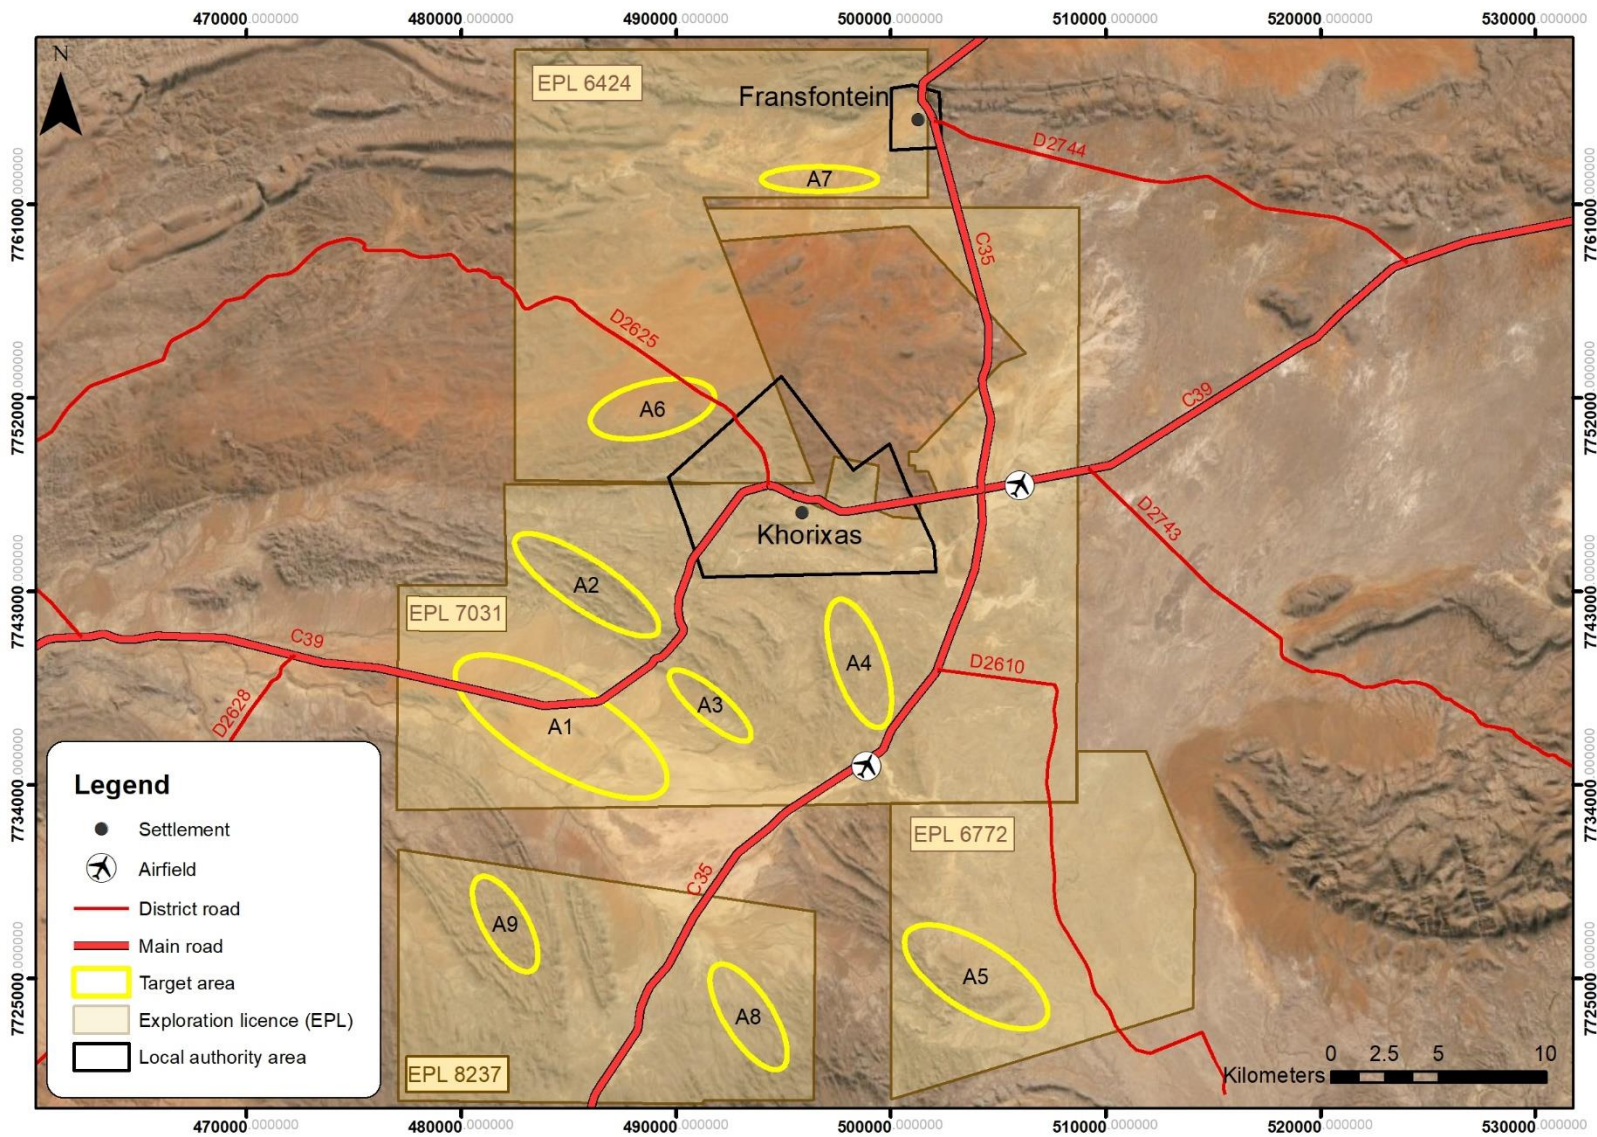 470000.000000 480000.000000 490000.000000 500000.000000 510000.000000 520000.000000 530000.000000
N
EPL 6424
Fransfontein
D2744
A7
7761000.000000
7761000.000000
C35
D2625
C39
A6
7752000.000000
7752000.000000
Khorixas
D2743
A2
EPL 7031
7743000.000000
7743000.000000
C39
A4
D2610
D2628
A3
A1
7734000.000000
7734000.000000
EPL 6772
C35
A9
A5
A8
7725000.000000
7725000.000000
EPL 8237
Legend
Settlement
Airfield
District road
Main road
Target area
Exploration licence (EPL)
Local authority area
0 2.5 5 10
Kilometers
470000.000000 480000.000000 490000.000000 500000.000000 510000.000000 520000.000000 530000.000000